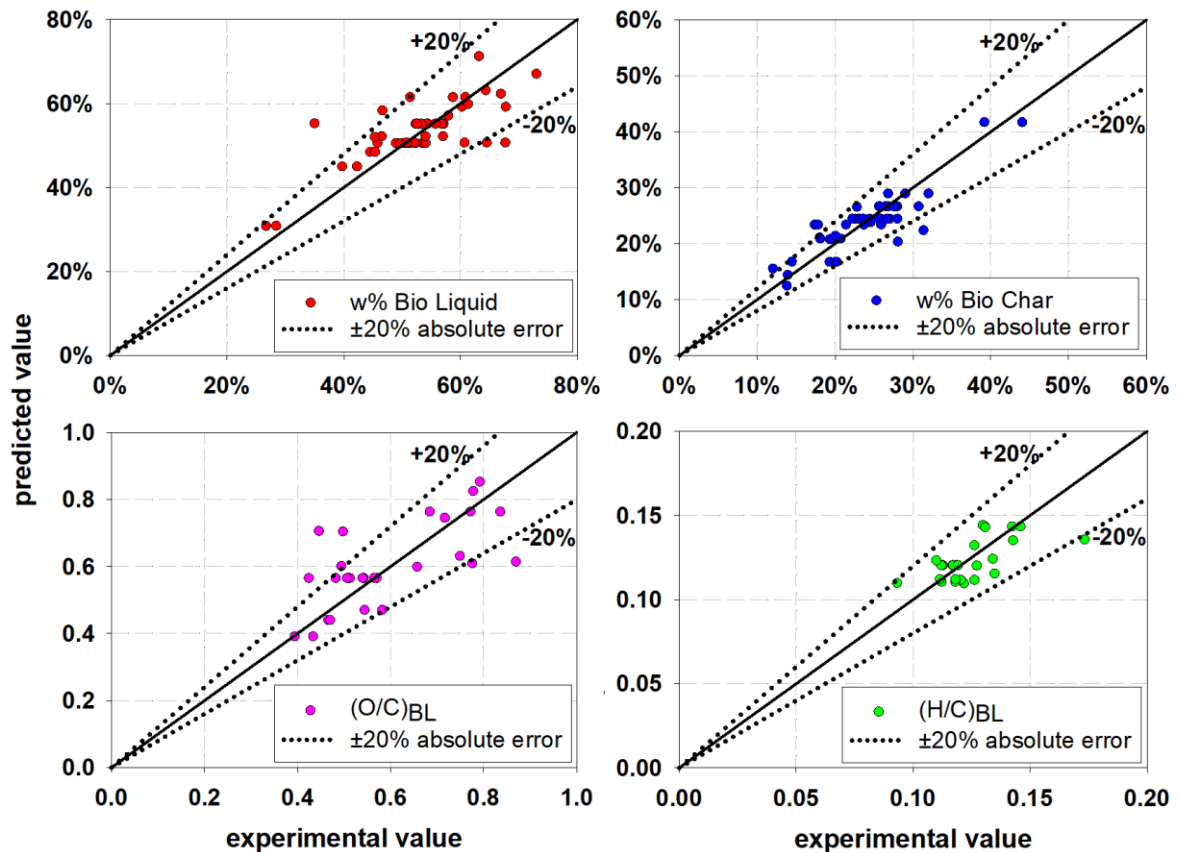 80%
60%
40%
20%
0%
+20%
-20%
w% Bio Liquid
±20% absolute error
0% 20% 40% 60% 80%
60%
50%
40%
30%
20%
10%
0%
+20%
-20%
w% Bio Char
±20% absolute error
0% 10% 20% 30% 40% 50% 60%
predicted value
1.0
0.8
0.6
0.4
0.2
0.0
+20%
-20%
(O/C)BL
±20% absolute error
0.0 0.2 0.4 0.6 0.8 1.0
experimental value
0.20
0.15
0.10
0.05
0.00
+20%
-20%
(H/C)BL
±20% absolute error
0.00 0.05 0.10 0.15 0.20
experimental value